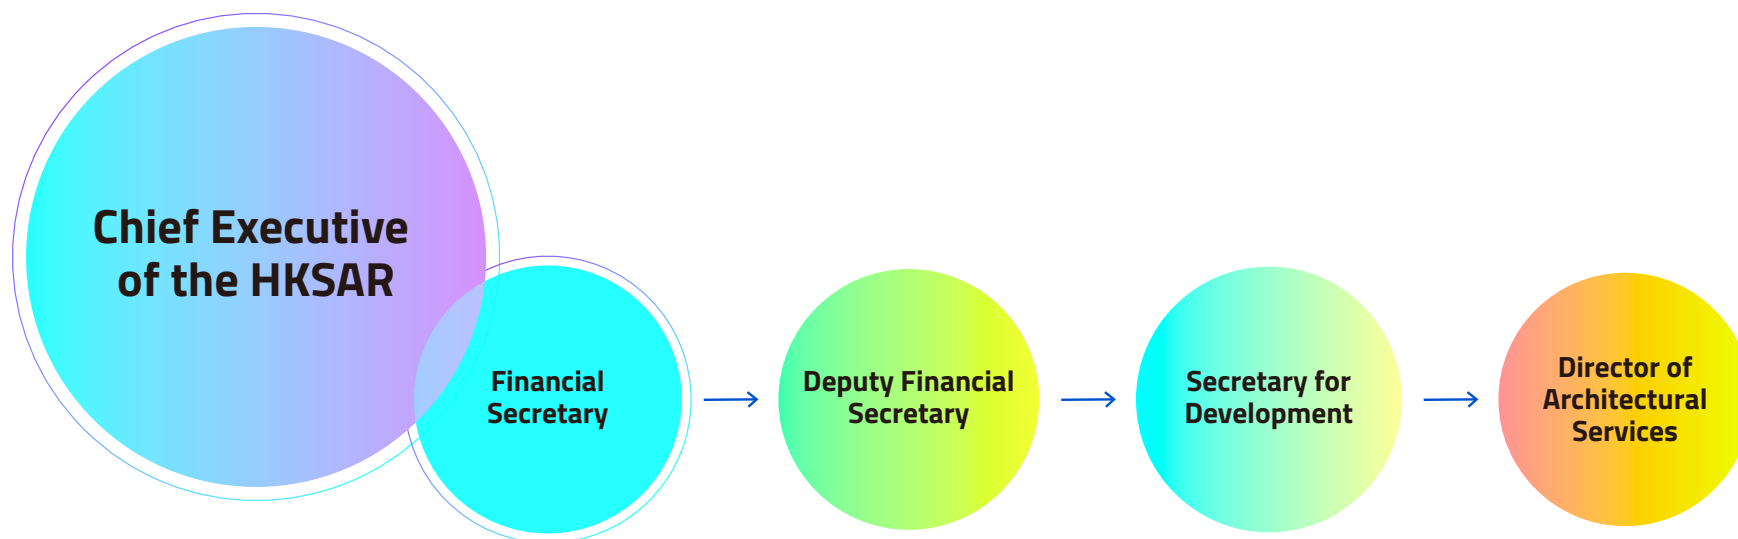 Chief Executive
of the HKSAR
Financial
Secretary
Deputy Financial
Secretary
Secretary for
Development
Director of
Architectural
Services